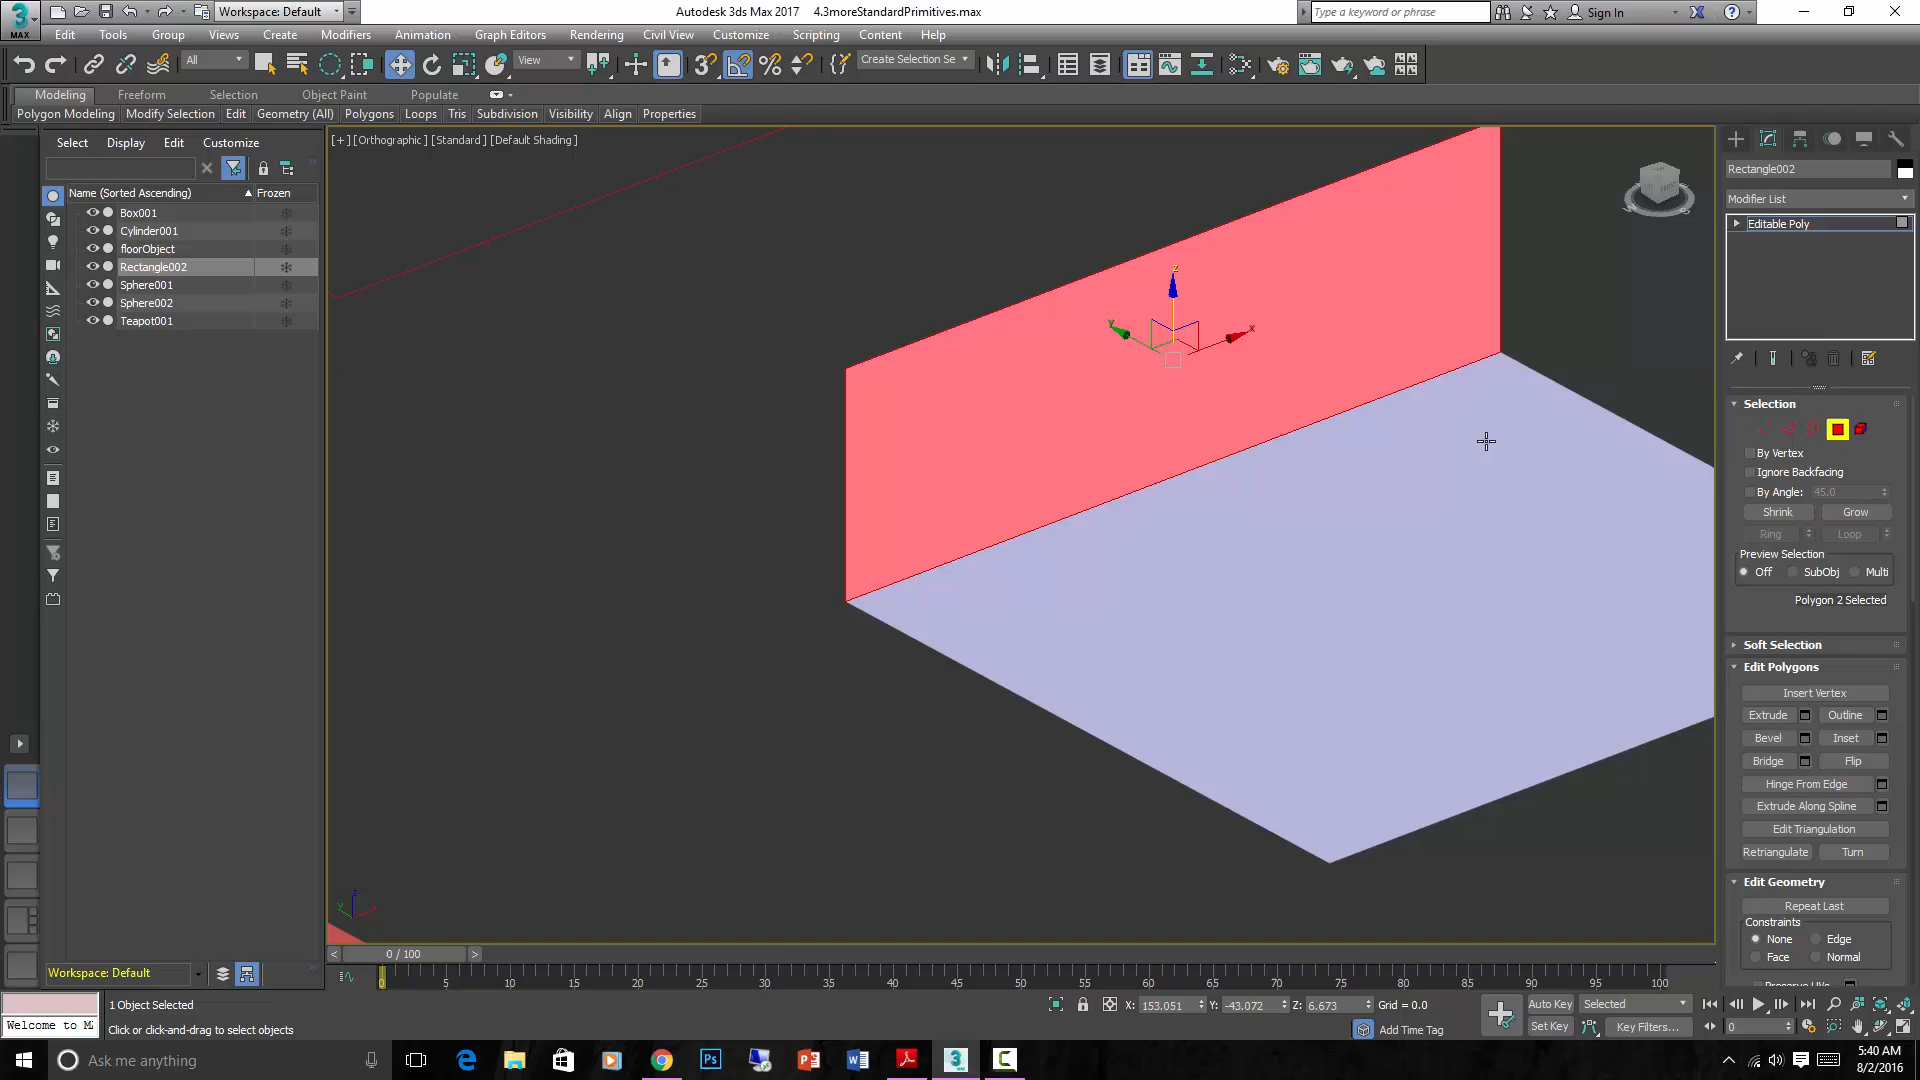 Workspace: Default
Autodesk 3ds Max 2017 4.3moreStandardPrimitives.max
Type a keyword or phrase
Sign In
MAX
Edit Tools Group Views Create Modifiers Animation Graph Editors Rendering Civil View Customize Scripting Content Help
All
View
Create Selection Se
Modeling Freeform Selection Object Paint Populate
Polygon Modeling Modify Selection Edit Geometry (All) Polygons Loops Tris Subdivision Visibility Align Properties
Select Display Edit Customize
Name (Sorted Ascending) Frozen
Box001
Cylinder001
floorObject
Rectangle002
Sphere001
Sphere002
Teapot001
[+] [Orthographic] [Standard] [Default Shading]
z
y
x
Rectangle002
Modifier List
Editable Poly
Selection
By Vertex
Ignore Backfacing
By Angle: 45.0
Shrink Grow
Ring Loop
Preview Selection
Off SubObj Multi
Polygon 2 Selected
Soft Selection
Edit Polygons
Insert Vertex
Extrude Outline
Bevel Inset
Bridge Flip
Hinge From Edge
Extrude Along Spline
Edit Triangulation
Retriangulate Turn
Edit Geometry
Repeat Last
Constraints
None Edge
Face Normal
Preserve UVs
z
y
x
< 0 / 100 >
Workspace: Default
0 5 10 15 20 25 30 35 40 45 50 55 60 65 70 75 80 85 90 95 100
1 Object Selected
X: 153.051 Y: -43.072 Z: 6.673 Grid = 0.0
Auto Key Selected
Welcome to M
Click or click-and-drag to select objects
Add Time Tag
Set Key Key Filters...
0
Ask me anything
5:40 AM
8/2/2016